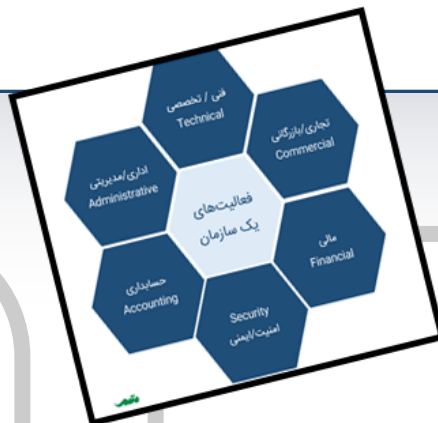 فنی / تخصصی
Technical
تجاری/بازرگانی
Commercial
مالی
Financial
Security
امنیت/ایمنی
حسابداری
Accounting
اداری/مدیریتی
Administrative
فعالیت‌های
یک سازمان
متمم